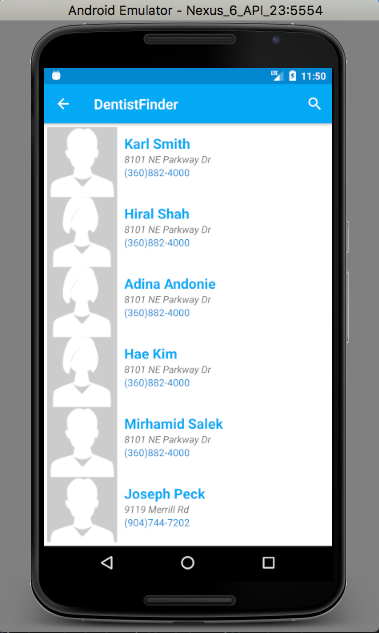 Android Emulator - Nexus_6_API_23:5554
LTE 11:50
DentistFinder
Karl Smith
8101 NE Parkway Dr
(360)882-4000
Hiral Shah
8101 NE Parkway Dr
(360)882-4000
Adina Andonie
8101 NE Parkway Dr
(360)882-4000
Hae Kim
8101 NE Parkway Dr
(360)882-4000
Mirhamid Salek
8101 NE Parkway Dr
(360)882-4000
Joseph Peck
9119 Merrill Rd
(904)744-7202